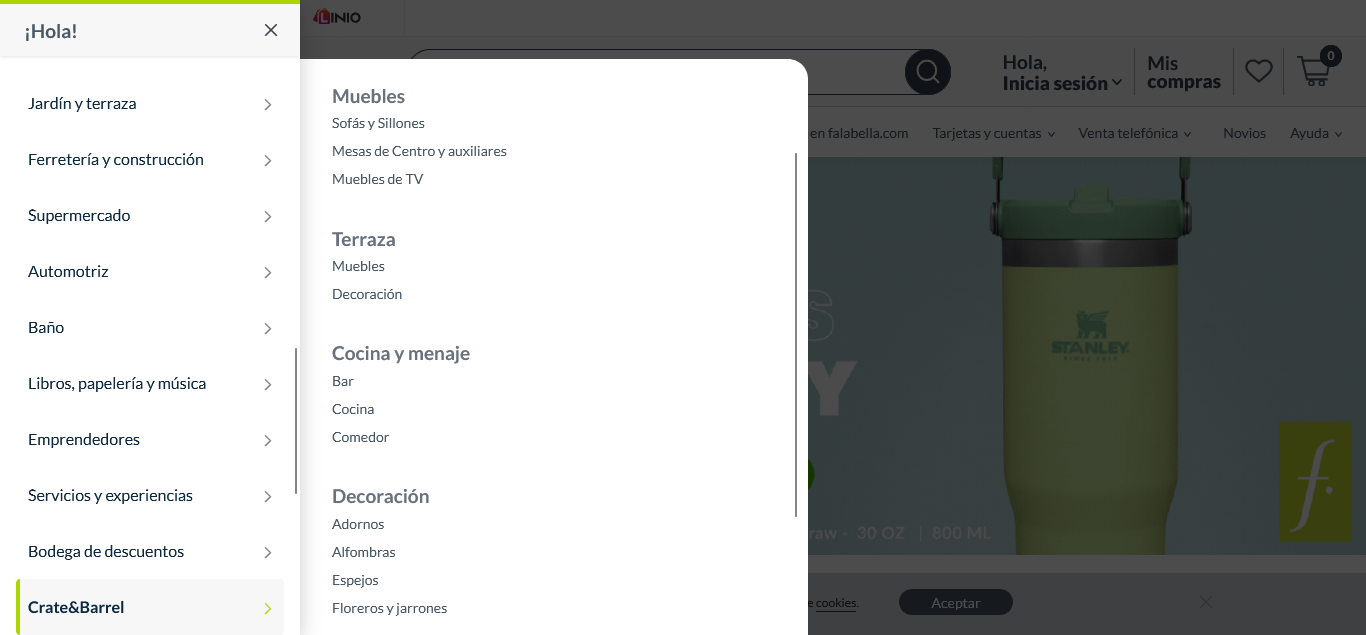 ¡Hola!
Jardín y terraza
Ferretería y construcción
Supermercado
Automotriz
Baño
Libros, papelería y música
Emprendedores
Servicios y experiencias
Bodega de descuentos
Crate&Barrel
Muebles
Sofás y Sillones
Mesas de Centro y auxiliares
Muebles de TV
Terraza
Muebles
Decoración
Cocina y menaje
Bar
Cocina
Comedor
Decoración
Adornos
Alfombras
Espejos
Floreros y jarrones
LINIO
Hola,
Inicia sesión
Mis
compras
0
en falabella.com
Tarjetas y cuentas
Venta telefónica
Novios
Ayuda
S
Y
STANLEY
SINCE 1913
raw - 30 OZ | 800 ML
f.
cookies.
Aceptar